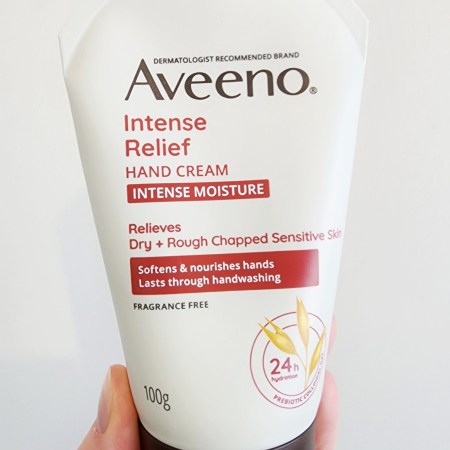 DERMATOLOGIST RECOMMENDED BRAND
Aveeno®
Intense
Relief
HAND CREAM
INTENSE MOISTURE
Relieves
Dry + Rough Chapped Sensitive Skin
Softens & nourishes hands
Lasts through handwashing
FRAGRANCE FREE
24h
hydration
PREBIOTIC
100g